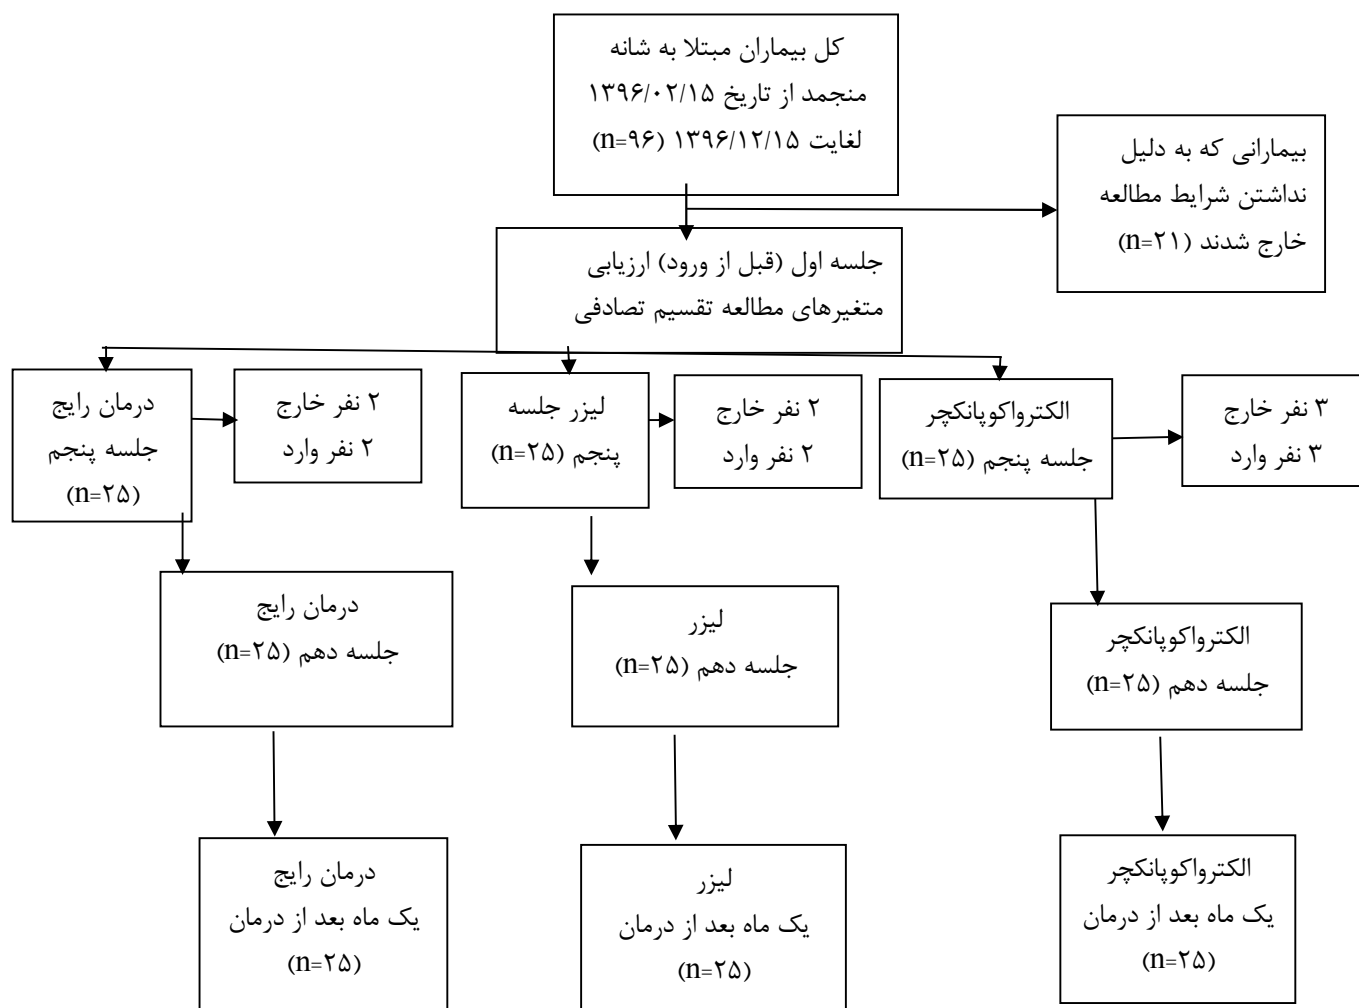 کل بیماران مبتلا به شانه
منجمد از تاریخ ۱۳۹۶/۰۲/۱۵
لغایت ۱۳۹۶/۱۲/۱۵ (n=۹۶)
بیمارانی که به دلیل
نداشتن شرایط مطالعه
خارج شدند (n=۲۱)
جلسه اول (قبل از ورود) ارزیابی
متغیرهای مطالعه تقسیم تصادفی
۳ نفر خارج
۳ نفر وارد
الکترواکوپانکچر
جلسه پنجم (n=۲۵)
۲ نفر خارج
۲ نفر وارد
لیزر جلسه
پنجم (n=۲۵)
۲ نفر خارج
۲ نفر وارد
درمان رایج
جلسه پنجم
(n=۲۵)
الکترواکوپانکچر
جلسه دهم (n=۲۵)
لیزر
جلسه دهم (n=۲۵)
درمان رایج
جلسه دهم (n=۲۵)
الکترواکوپانکچر
یک ماه بعد از درمان
(n=۲۵)
لیزر
یک ماه بعد از درمان
(n=۲۵)
درمان رایج
یک ماه بعد از درمان
(n=۲۵)